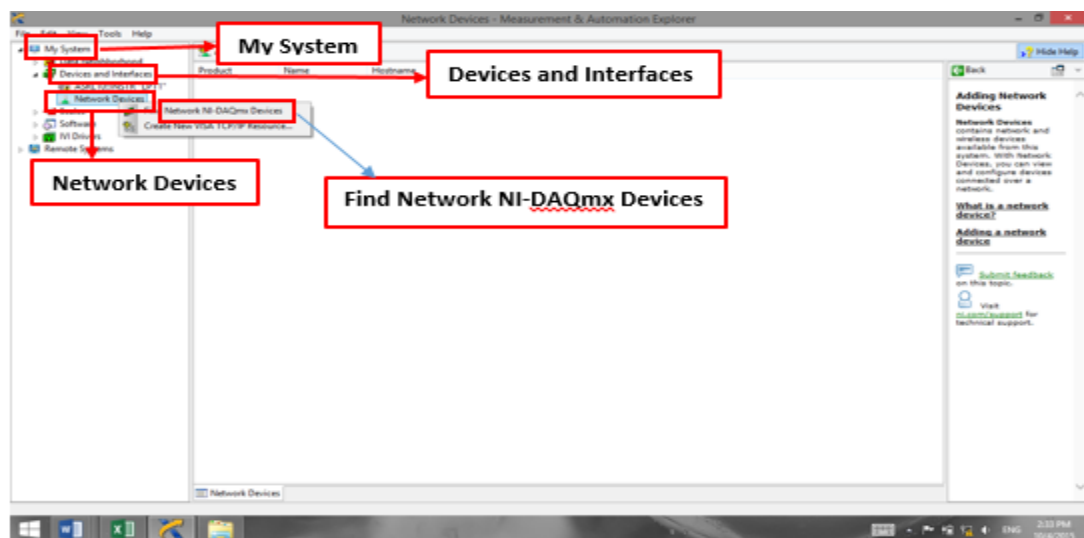 Network Devices - Measurement & Automation Explorer
File Edit View Tools Help
My System
My System
Hide Help
Data Neighborhood
Devices and Interfaces
Product Name Hostname
Devices and Interfaces
Back
Network Devices
Network NI-DAQmx Devices
Create New VISA TCP/IP Resource...
Software
IVI Drivers
Remote Systems
Network Devices
Find Network NI-DAQmx Devices
Adding Network
Devices
Network Devices
contains network and
wireless devices
available from this
system. With Network
Devices, you can view
and configure devices
connected over a
network.
What is a network
device?
Adding a network
device
Submit feedback
on this topic.
Visit
ni.com/support for
technical support.
Network Devices
ENG
2:33 PM
10/4/2015